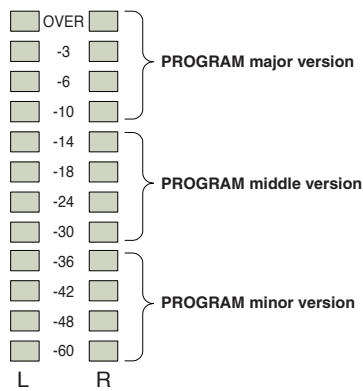 OVER
-3
PROGRAM major version
-6
-10
-14
-18
PROGRAM middle version
-24
-30
-36
-42
PROGRAM minor version
-48
-60
L R